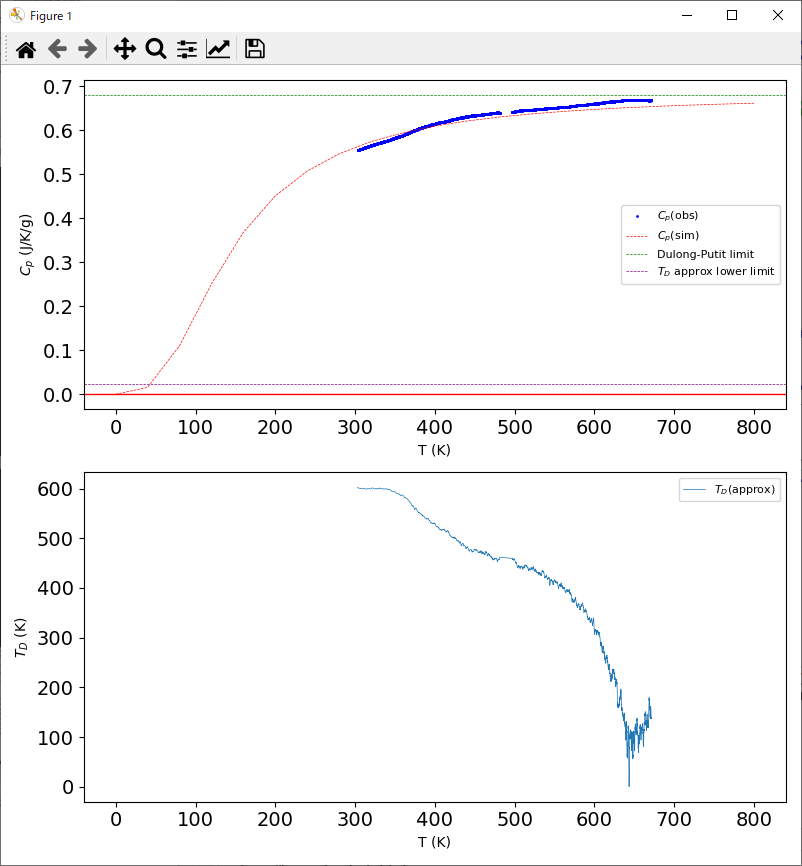 Figure 1
0.7
0.6
0.5
0.4
0.3
0.2
0.1
0.0
C_p (J/K/g)
C_p(obs)
C_p(sim)
Dulong-Putit limit
T_D approx lower limit
0 100 200 300 400 500 600 700 800
T (K)
600
500
400
300
200
100
0
T_D (K)
T_D(approx)
0 100 200 300 400 500 600 700 800
T (K)